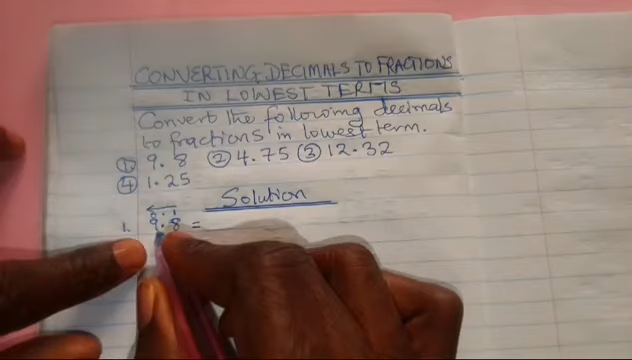 CONVERTING DECIMALS TO FRACTIONS
IN LOWEST TERMS
Convert the following decimals
to fractions in lowest term.
① 9.8 ② 4.75 ③ 12.32
④ 1.25
Solution
1. 9.8 =